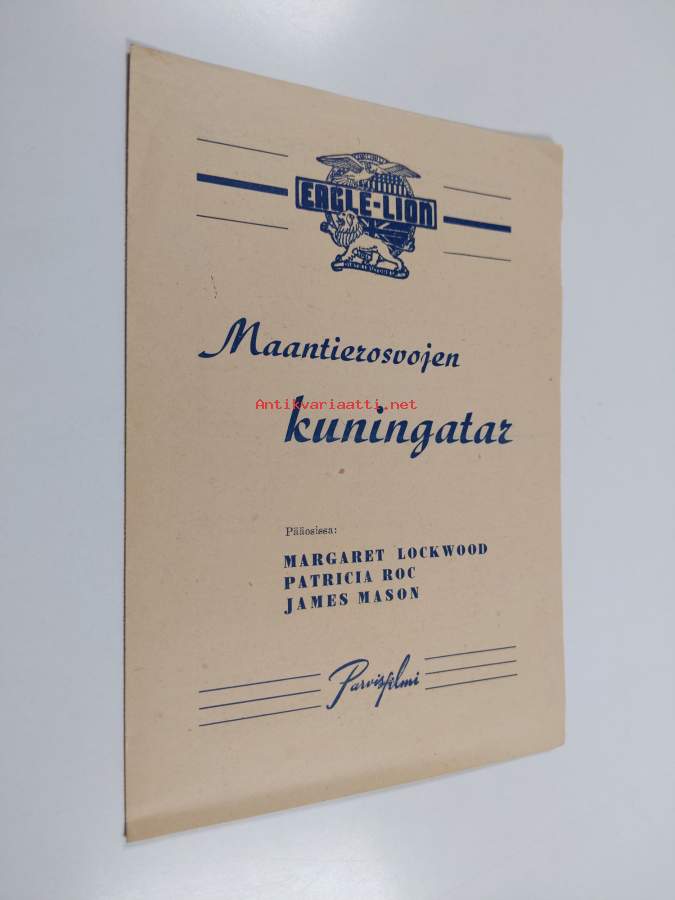 EAGLE-LION
Maantierosvojen
Antikvariaatti.net
kuningatar
Pääosissa:
MARGARET LOCKWOOD
PATRICIA ROC
JAMES MASON
Parvisfilmi